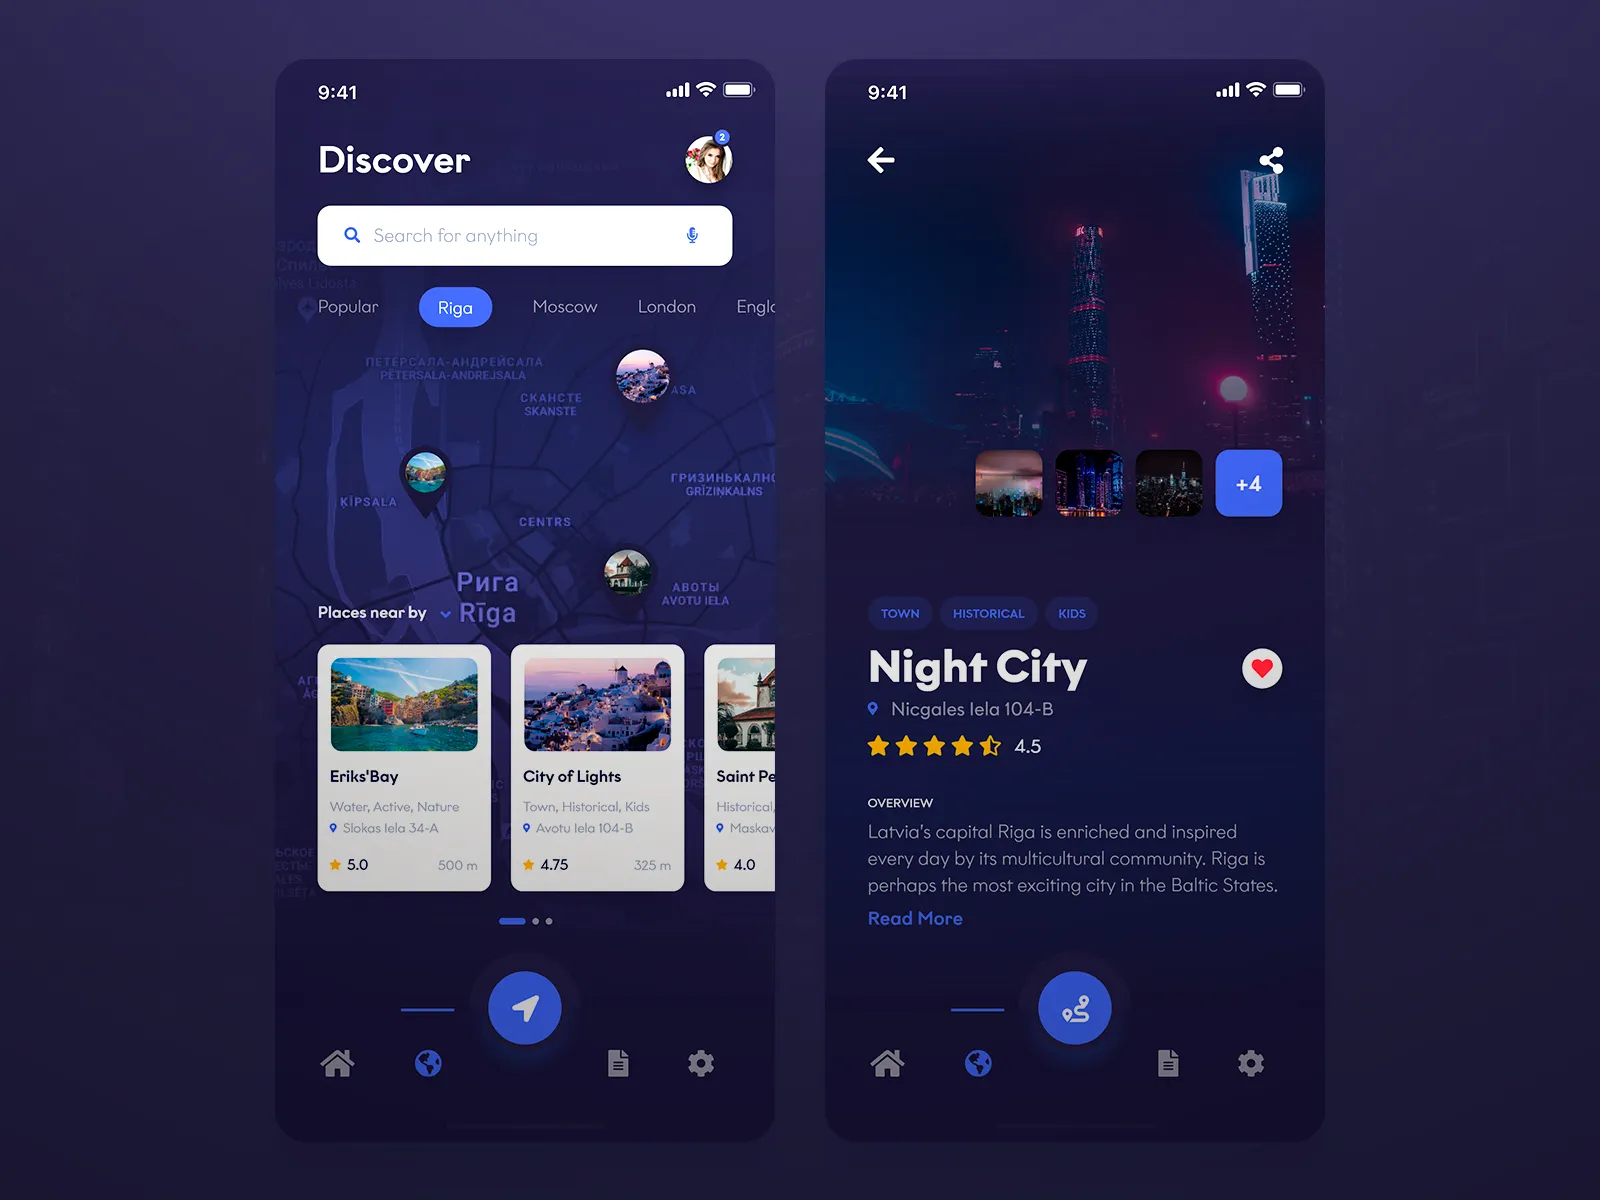 9:41
Discover
2
Search for anything
Popular
Riga
Moscow
London
ПЕТЕРСАЛА-АНДРЕЙСАЛА
PĒTERSALA-ANDREJSALA
СКАНСТЕ
SKANSTE
ASA
ГРИЗИНЬКАЛНС
GRĪZIŅKALNS
ĶĪPSALA
CENTRS
Рига
Rīga
АВОТЫ
AVOTU IELA
Places near by
Eriks'Bay
Water, Active, Nature
Slokas Iela 34-A
5.0
500 m
City of Lights
Town, Historical, Kids
Avotu Iela 104-B
4.75
325 m
Saint Pe
Historical,
Maskav
4.0
9:41
+4
TOWN
HISTORICAL
KIDS
Night City
Nicgales Iela 104-B
4.5
OVERVIEW
Latvia's capital Riga is enriched and inspired
every day by its multicultural community. Riga is
perhaps the most exciting city in the Baltic States.
Read More